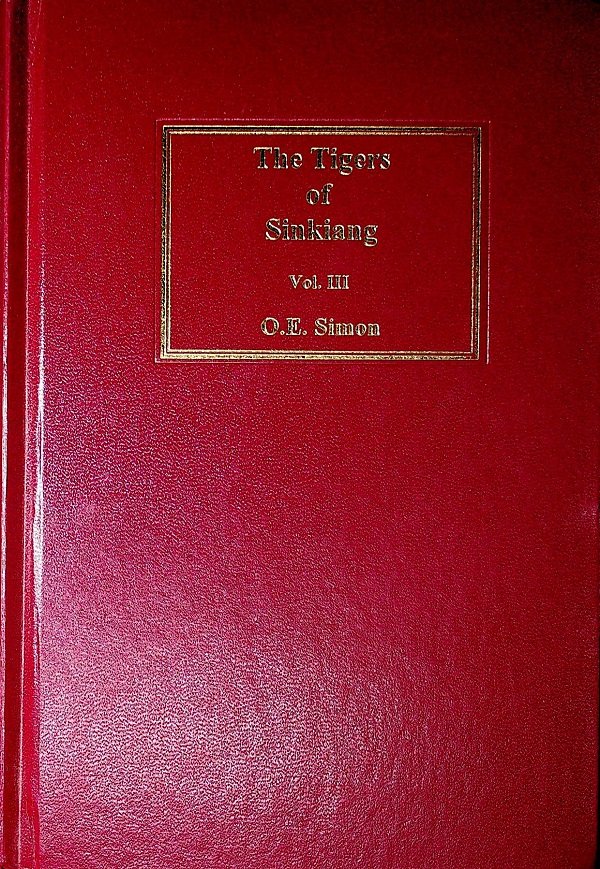 The Tigers
of
Sinkiang
Vol. III
O.E. Simon